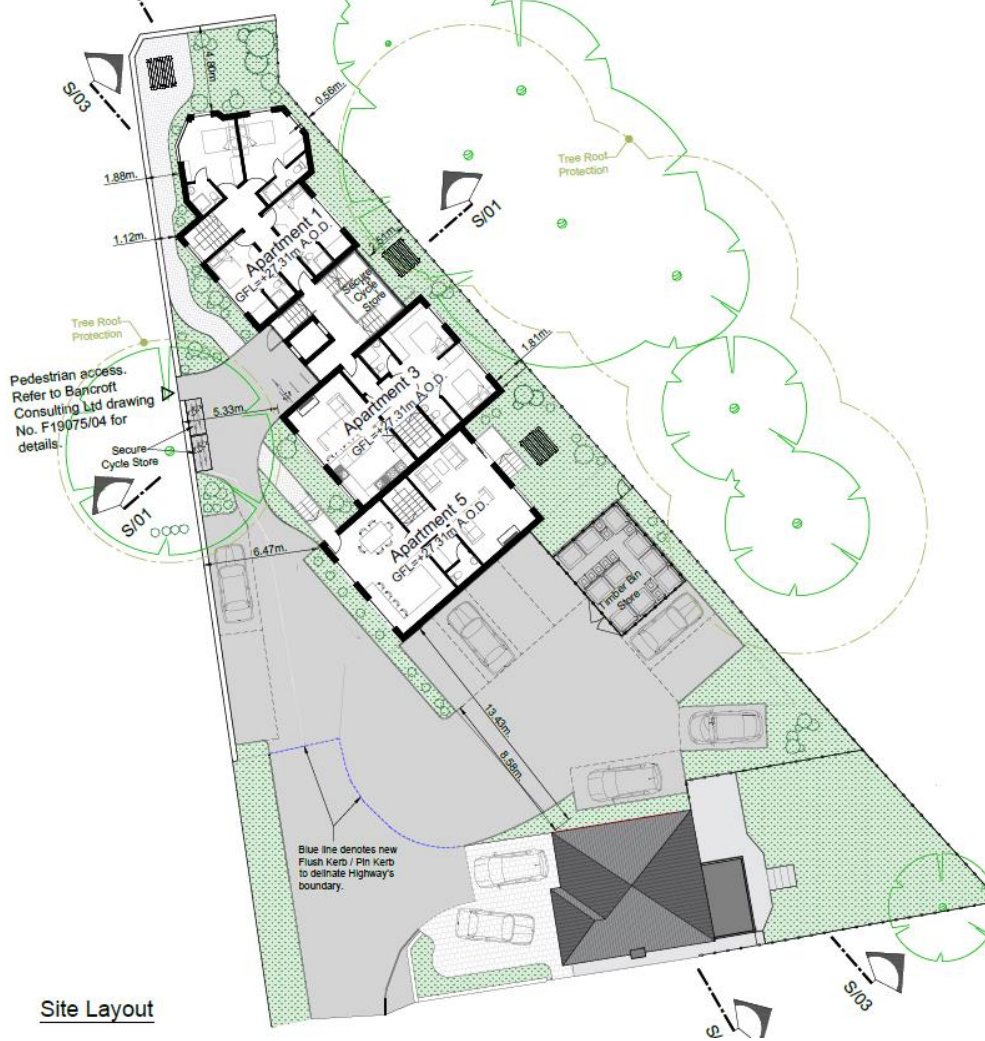 S/03
4.80m.
0.56m.
1.88m.
1.12m.
Tree Root
Protection
S/01
Apartment 1
GFL=+27.31m A.O.D.
Secure
Cycle
Store
1.81m.
Tree Root
Protection
Pedestrian access.
Refer to Bancroft
Consulting Ltd drawing
No. F19075/04 for
details.
5.33m.
Secure
Cycle Store
S/01
Apartment 3
GFL=+27.31m A.O.D.
Apartment 5
GFL=+27.31m A.O.D.
6.47m.
Timber Bin
Store
13.43m.
8.58m.
Blue line denotes new
Flush Kerb / Pin Kerb
to delinate Highway's
boundary.
Site Layout
S/03